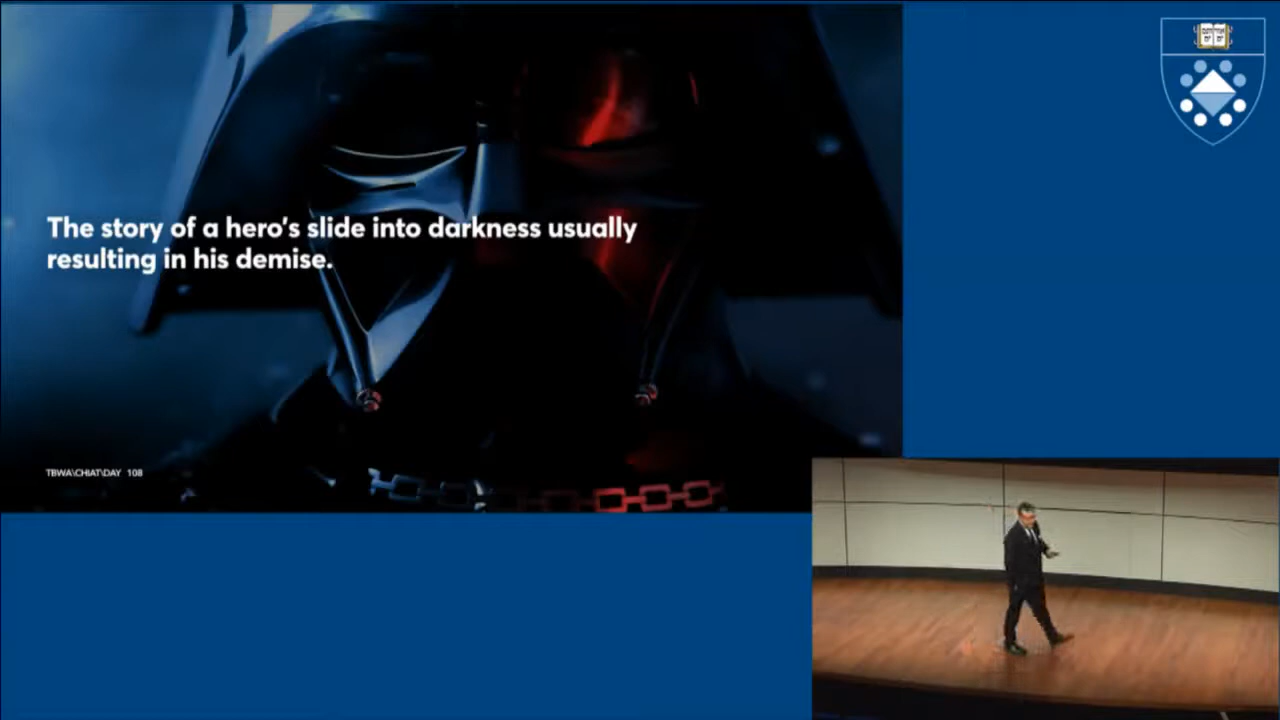 The story of a hero's slide into darkness usually
resulting in his demise.
TBWA\CHIAT\DAY 108